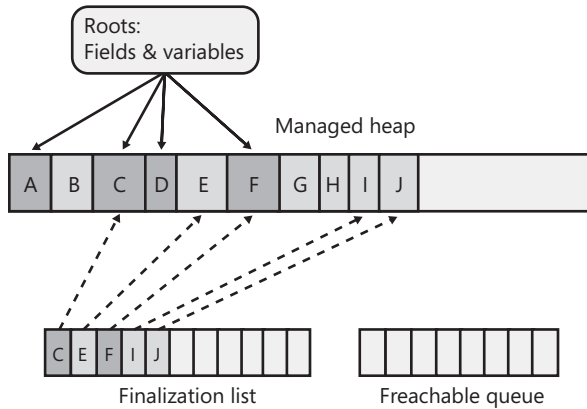 Roots:
Fields & variables
Managed heap
A B C D E F G H I J
C E F I J
Finalization list
Freachable queue